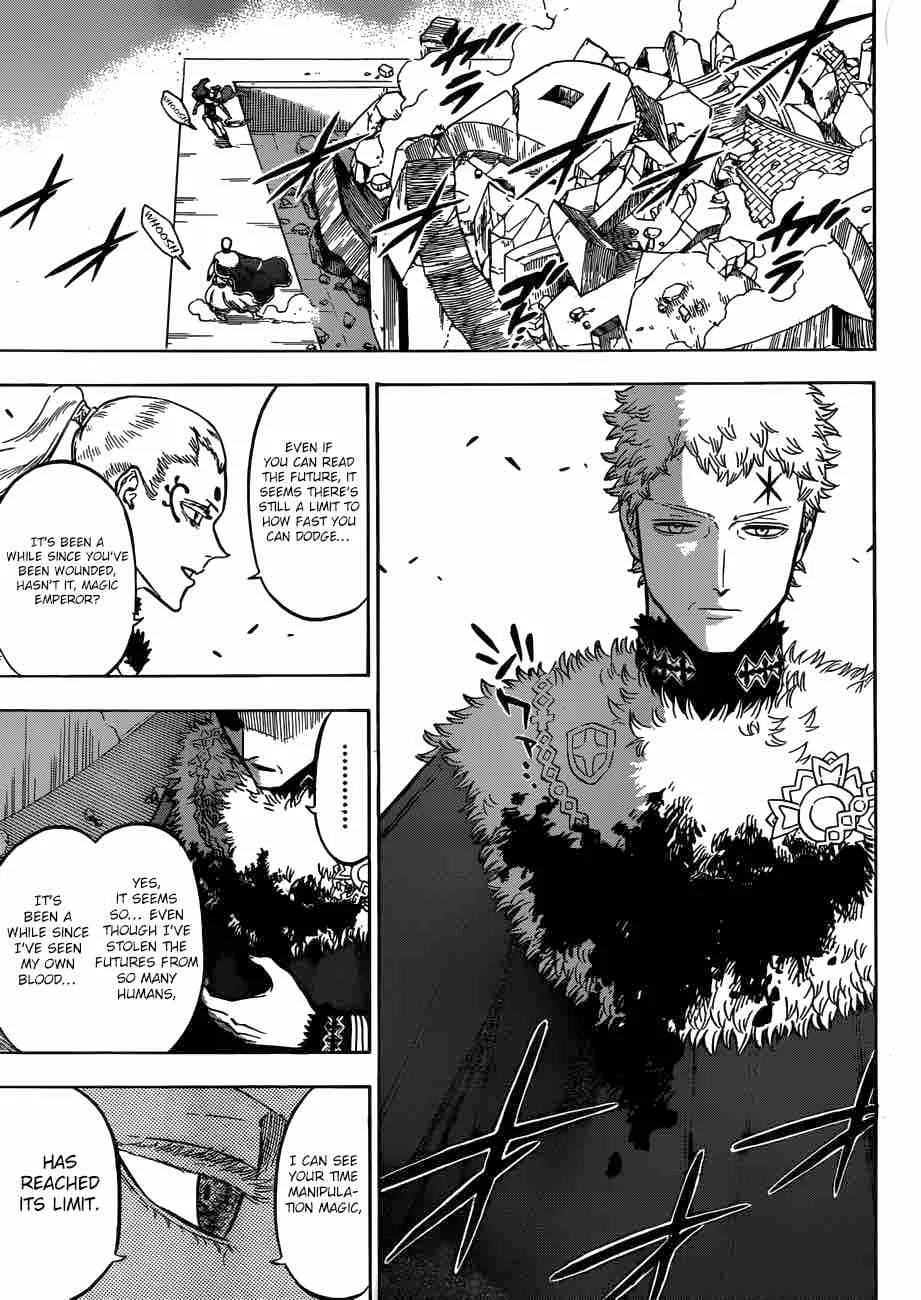 WHOOSH
WHOOSH
EVEN IF
YOU CAN READ
THE FUTURE, IT
SEEMS THERE'S
STILL A LIMIT TO
HOW FAST YOU
CAN DODGE...
IT'S BEEN A
WHILE SINCE YOU'VE
BEEN WOUNDED,
HASN'T IT, MAGIC
EMPEROR?
.........
YES,
IT SEEMS
SO... EVEN
THOUGH I'VE
STOLEN THE
FUTURES FROM
SO MANY
HUMANS,
IT'S
BEEN A
WHILE SINCE
I'VE SEEN
MY OWN
BLOOD...
I CAN SEE
YOUR TIME
MANIPULA-
TION MAGIC,
HAS
REACHED
ITS LIMIT.